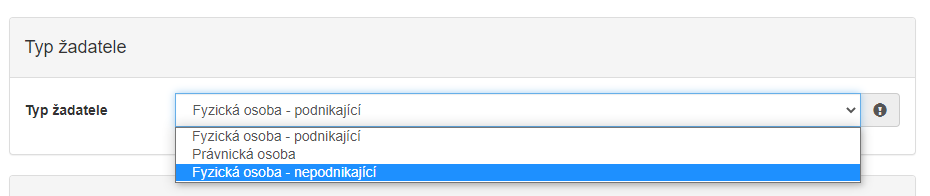 Typ žadatele
Typ žadatele
Fyzická osoba - podnikající
Fyzická osoba - podnikající
Právnická osoba
Fyzická osoba - nepodnikající